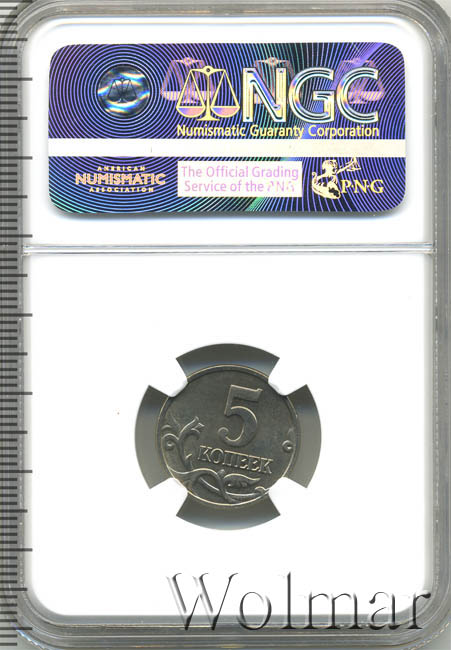 NGC
Numismatic Guaranty Corporation
AMERICAN
NUMISMATIC
ASSOCIATION
The Official Grading
Service of the PNG
PNG
5
КОПЕЕК
Wolmar